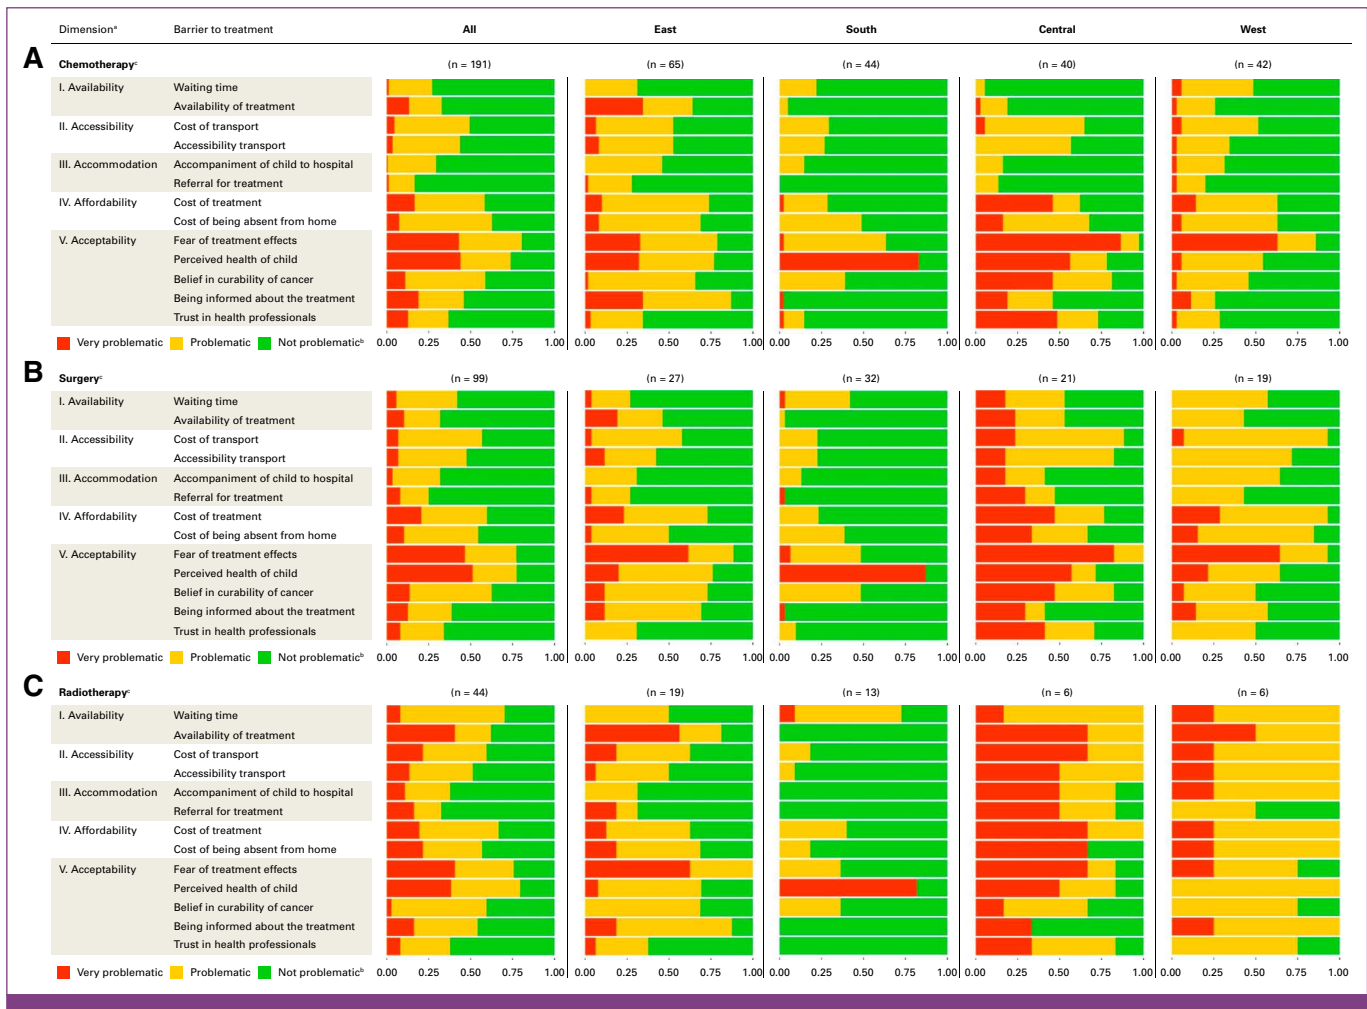 Dimensionᵃ Barrier to treatment All East South Central West
A Chemotherapyᶜ (n = 191) (n = 65) (n = 44) (n = 40) (n = 42)
I. Availability Waiting time
Availability of treatment
II. Accessibility Cost of transport
Accessibility transport
III. Accommodation Accompaniment of child to hospital
Referral for treatment
IV. Affordability Cost of treatment
Cost of being absent from home
V. Acceptability Fear of treatment effects
Perceived health of child
Belief in curability of cancer
Being informed about the treatment
Trust in health professionals
Very problematic Problematic Not problematicᵇ 0.00 0.25 0.50 0.75 1.00 0.00 0.25 0.50 0.75 1.00 0.00 0.25 0.50 0.75 1.00 0.00 0.25 0.50 0.75 1.00 0.00 0.25 0.50 0.75 1.00
B Surgeryᶜ (n = 99) (n = 27) (n = 32) (n = 21) (n = 19)
I. Availability Waiting time
Availability of treatment
II. Accessibility Cost of transport
Accessibility transport
III. Accommodation Accompaniment of child to hospital
Referral for treatment
IV. Affordability Cost of treatment
Cost of being absent from home
V. Acceptability Fear of treatment effects
Perceived health of child
Belief in curability of cancer
Being informed about the treatment
Trust in health professionals
Very problematic Problematic Not problematicᵇ 0.00 0.25 0.50 0.75 1.00 0.00 0.25 0.50 0.75 1.00 0.00 0.25 0.50 0.75 1.00 0.00 0.25 0.50 0.75 1.00 0.00 0.25 0.50 0.75 1.00
C Radiotherapyᶜ (n = 44) (n = 19) (n = 13) (n = 6) (n = 6)
I. Availability Waiting time
Availability of treatment
II. Accessibility Cost of transport
Accessibility transport
III. Accommodation Accompaniment of child to hospital
Referral for treatment
IV. Affordability Cost of treatment
Cost of being absent from home
V. Acceptability Fear of treatment effects
Perceived health of child
Belief in curability of cancer
Being informed about the treatment
Trust in health professionals
Very problematic Problematic Not problematicᵇ 0.00 0.25 0.50 0.75 1.00 0.00 0.25 0.50 0.75 1.00 0.00 0.25 0.50 0.75 1.00 0.00 0.25 0.50 0.75 1.00 0.00 0.25 0.50 0.75 1.00